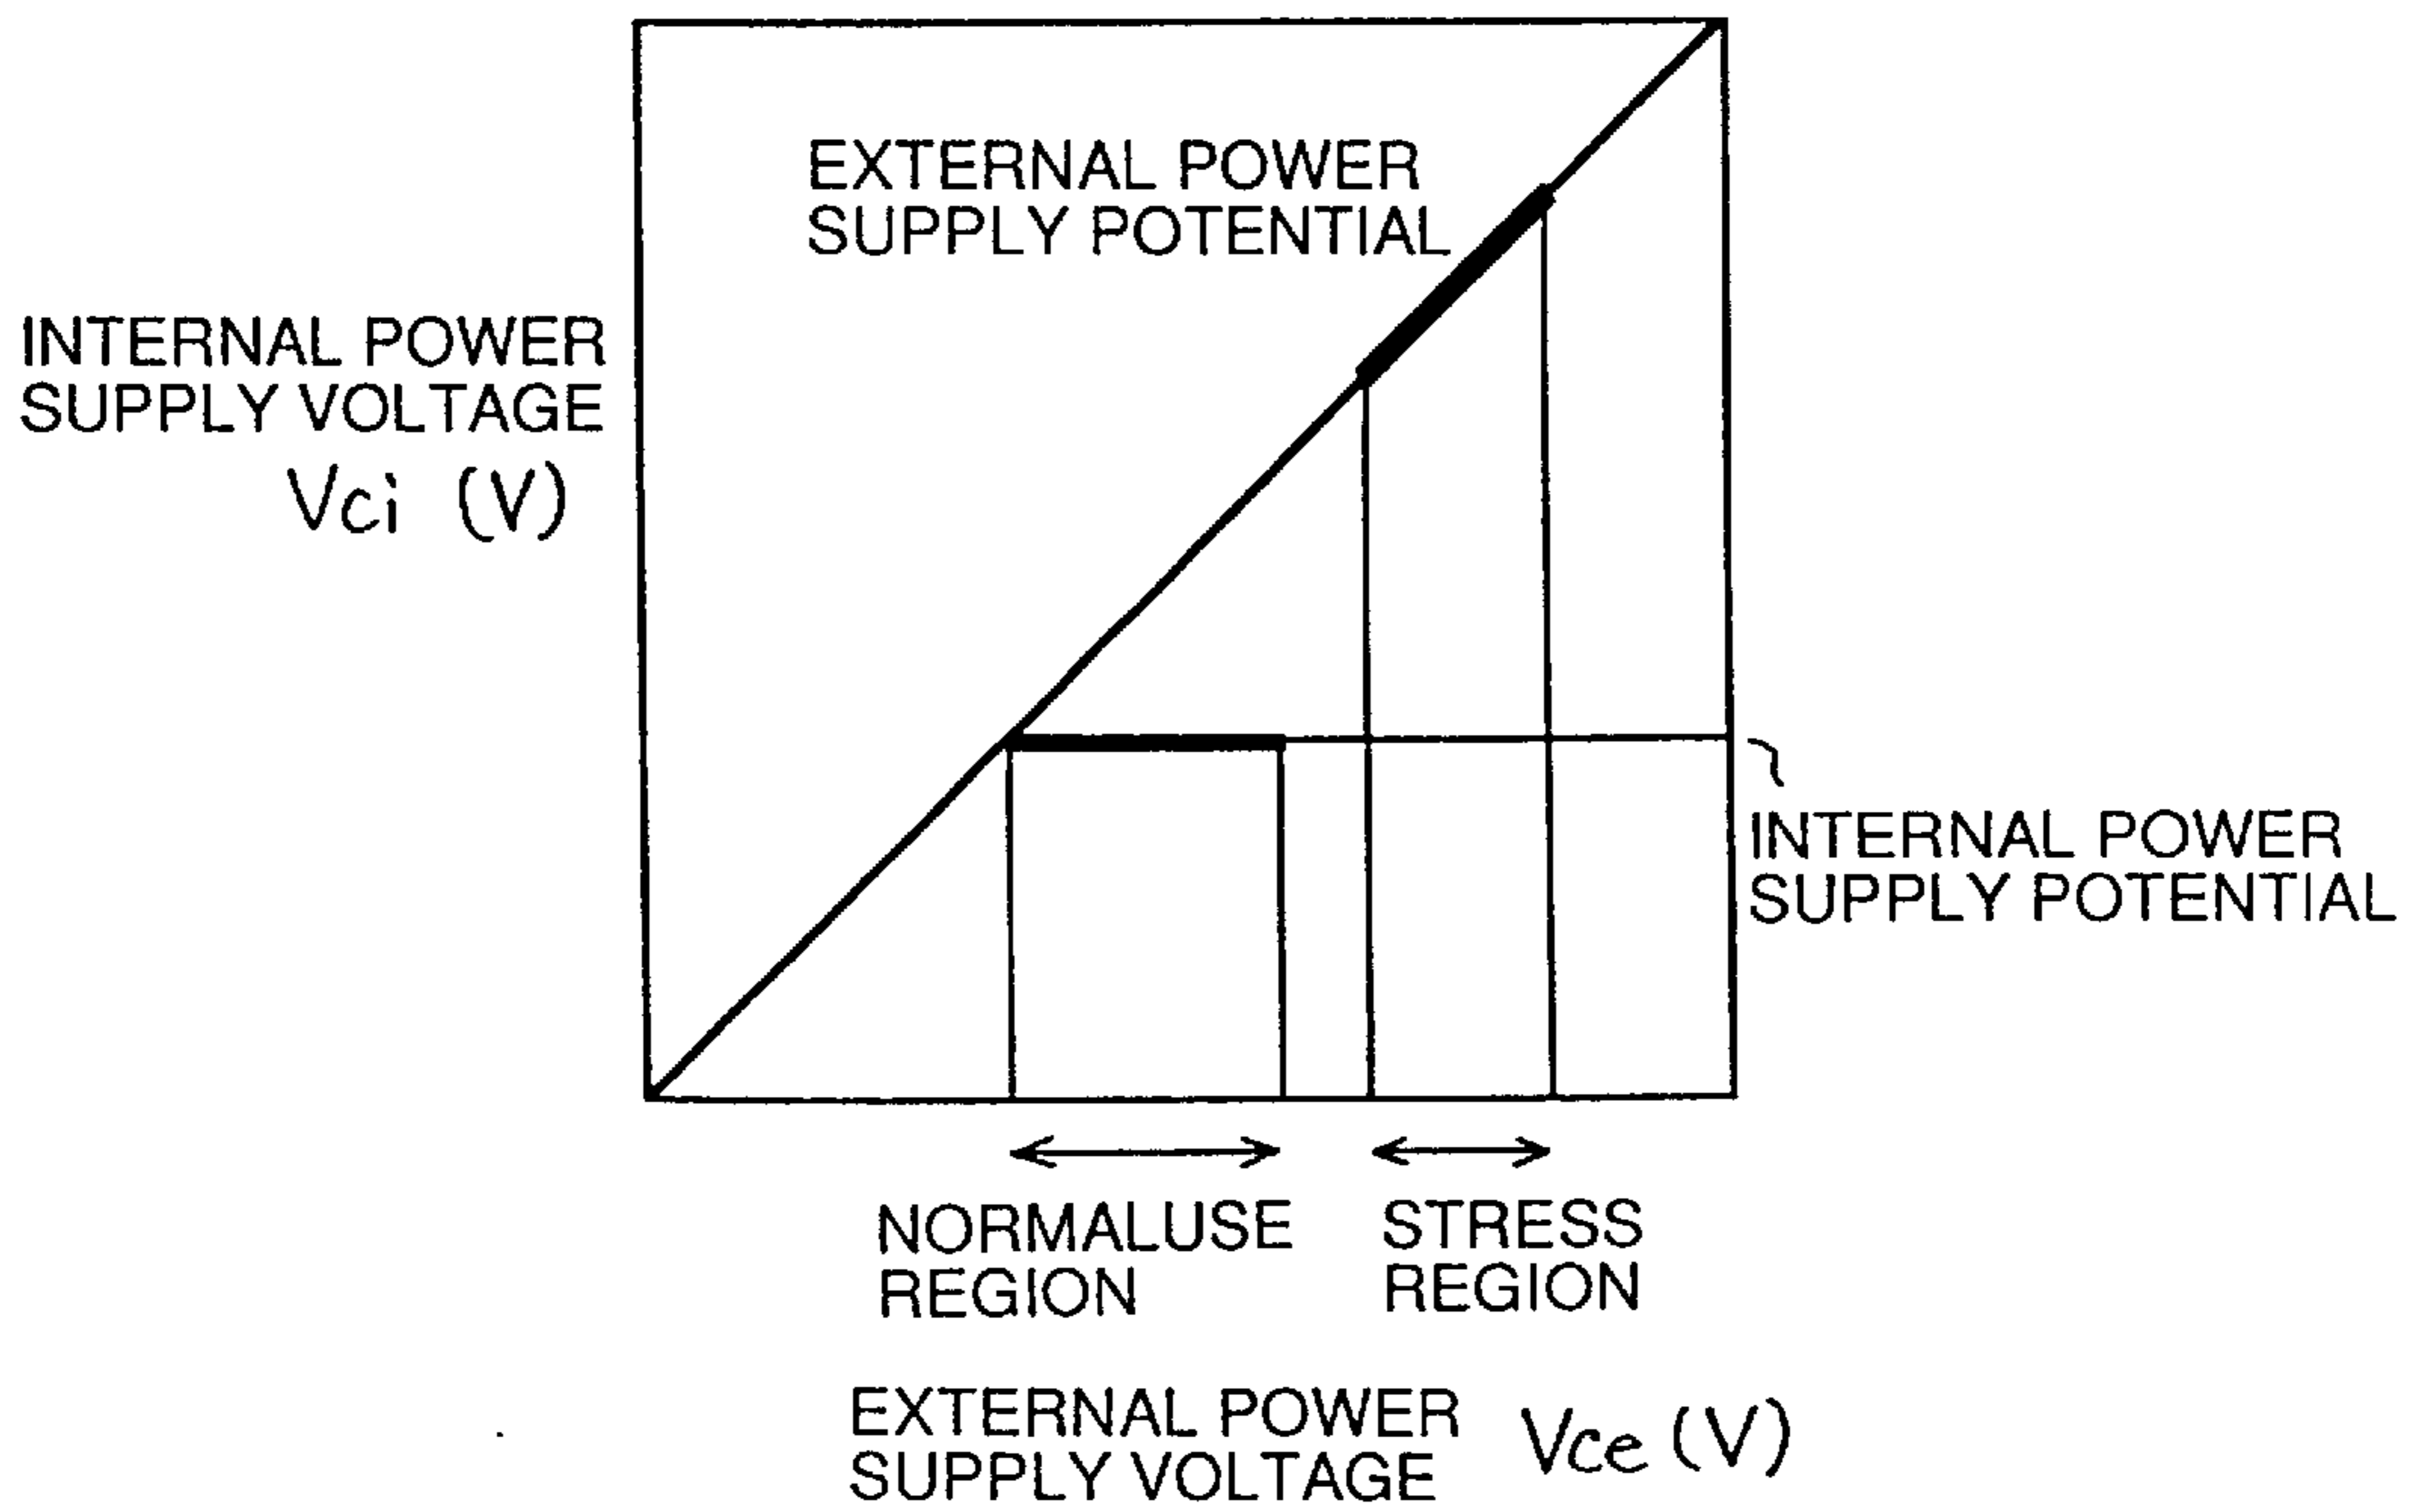 EXTERNAL POWER
SUPPLY POTENTIAL
INTERNAL POWER
SUPPLY VOLTAGE
Vci (V)
INTERNAL POWER
SUPPLY POTENTIAL
NORMALUSE
REGION
STRESS
REGION
EXTERNAL POWER
SUPPLY VOLTAGE
Vce (V)